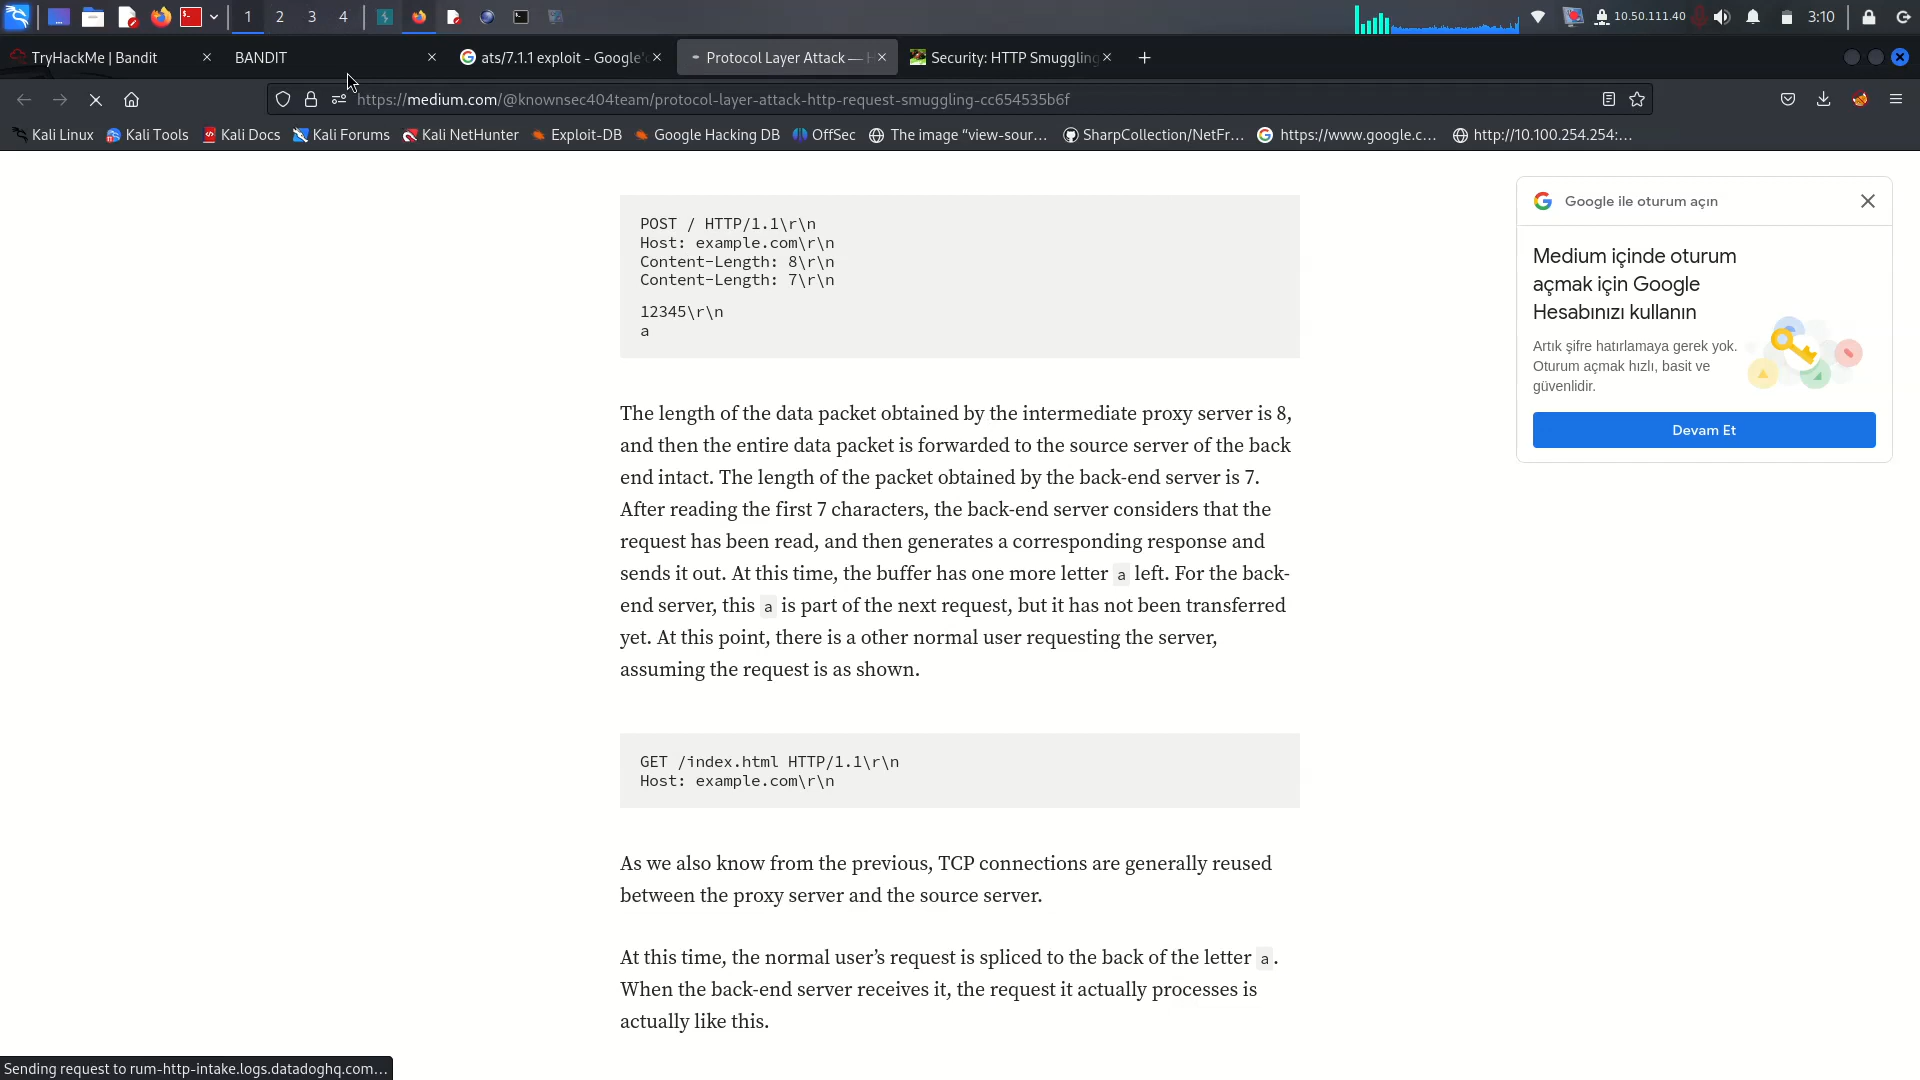 1 2 3 4 10.50.111.40 3:10
TryHackMe | Bandit
BANDIT
ats/7.1.1 exploit - Google
Protocol Layer Attack —
Security: HTTP Smuggling
https://medium.com/@knownsec404team/protocol-layer-attack-http-request-smuggling-cc654535b6f
Kali Linux Kali Tools Kali Docs Kali Forums Kali NetHunter Exploit-DB Google Hacking DB OffSec The image “view-sour… SharpCollection/NetFr… https://www.google.c… http://10.100.254.254:…
POST / HTTP/1.1\r\n
Host: example.com\r\n
Content-Length: 8\r\n
Content-Length: 7\r\n
12345\r\n
a
The length of the data packet obtained by the intermediate proxy server is 8,
and then the entire data packet is forwarded to the source server of the back
end intact. The length of the packet obtained by the back-end server is 7.
After reading the first 7 characters, the back-end server considers that the
request has been read, and then generates a corresponding response and
sends it out. At this time, the buffer has one more letter a left. For the back-
end server, this a is part of the next request, but it has not been transferred
yet. At this point, there is a other normal user requesting the server,
assuming the request is as shown.
GET /index.html HTTP/1.1\r\n
Host: example.com\r\n
As we also know from the previous, TCP connections are generally reused
between the proxy server and the source server.
At this time, the normal user’s request is spliced to the back of the letter a.
When the back-end server receives it, the request it actually processes is
actually like this.
Google ile oturum açın
Medium içinde oturum
açmak için Google
Hesabınızı kullanın
Artık şifre hatırlamaya gerek yok.
Oturum açmak hızlı, basit ve
güvenlidir.
Devam Et
Sending request to rum-http-intake.logs.datadoghq.com…